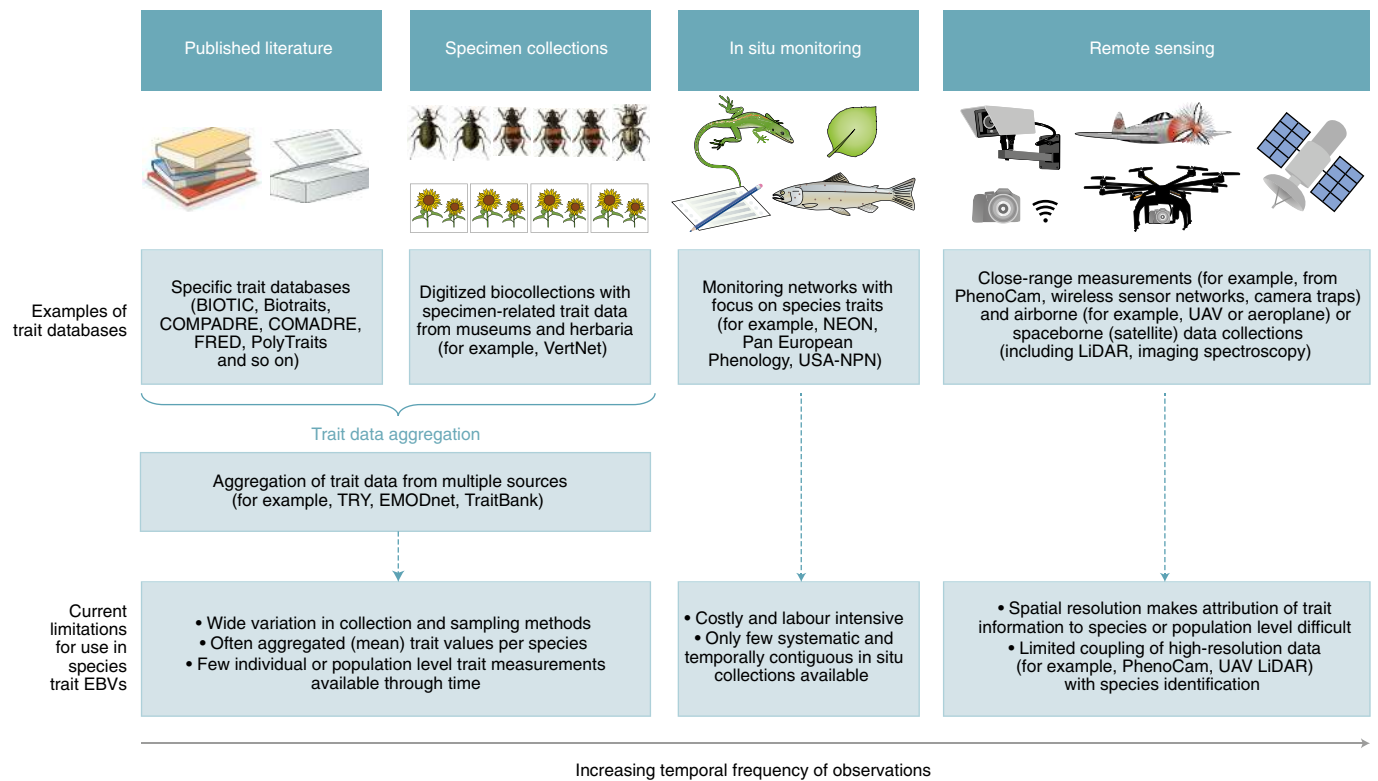 Published literature
Specimen collections
In situ monitoring
Remote sensing
Examples of
trait databases
Specific trait databases
(BIOTIC, Biotraits,
COMPADRE, COMADRE,
FRED, PolyTraits
and so on)
Digitized biocollections with
specimen-related trait data
from museums and herbaria
(for example, VertNet)
Monitoring networks with
focus on species traits
(for example, NEON,
Pan European
Phenology, USA-NPN)
Close-range measurements (for example, from
PhenoCam, wireless sensor networks, camera traps)
and airborne (for example, UAV or aeroplane) or
spaceborne (satellite) data collections
(including LiDAR, imaging spectroscopy)
Trait data aggregation
Aggregation of trait data from multiple sources
(for example, TRY, EMODnet, TraitBank)
Current
limitations
for use in
species
trait EBVs
• Wide variation in collection and sampling methods
• Often aggregated (mean) trait values per species
• Few individual or population level trait measurements
available through time
• Costly and labour intensive
• Only few systematic and
temporally contiguous in situ
collections available
• Spatial resolution makes attribution of trait
information to species or population level difficult
• Limited coupling of high-resolution data
(for example, PhenoCam, UAV LiDAR)
with species identification
Increasing temporal frequency of observations